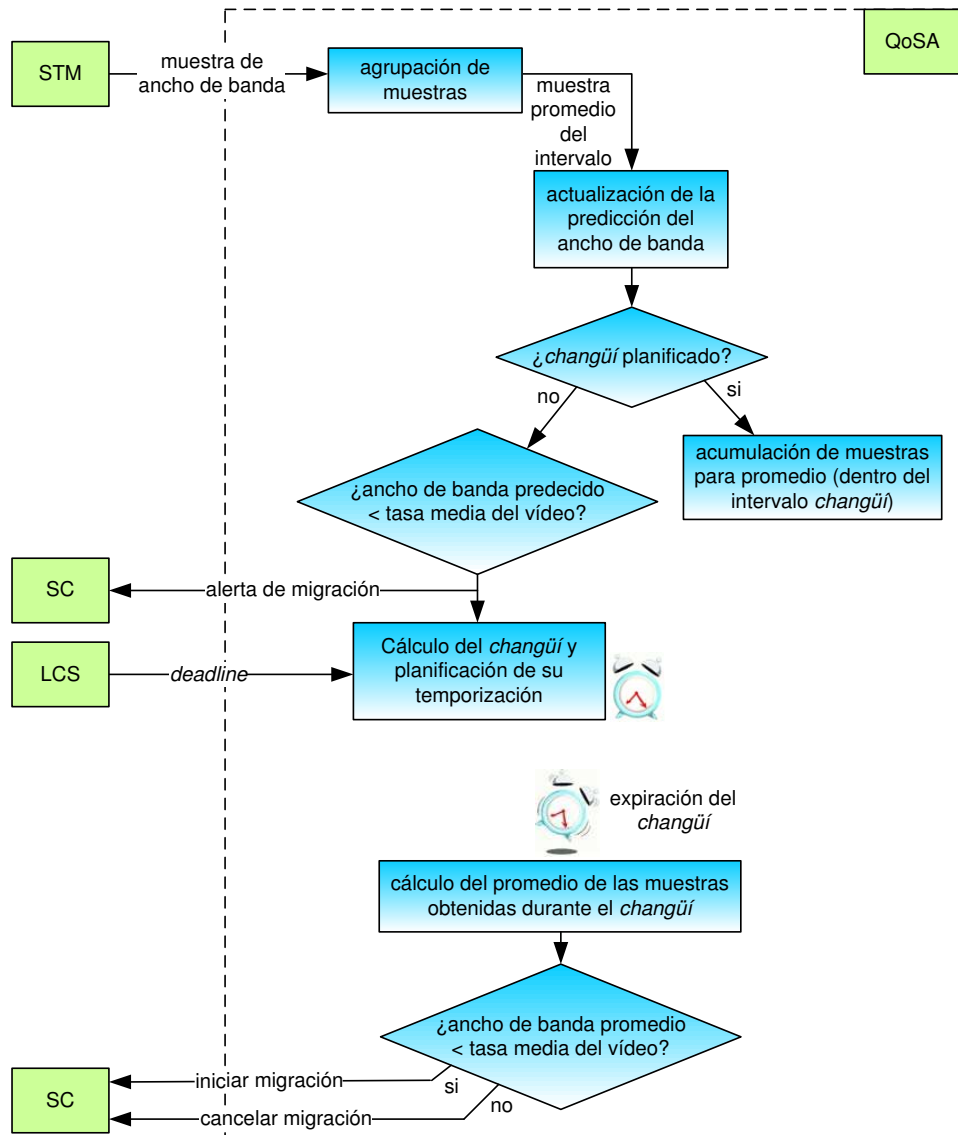 STM
muestra de
ancho de banda
agrupación de
muestras
QoSA
muestra
promedio
del
intervalo
actualización de la
predicción del
ancho de banda
¿changüí planificado?
no
si
¿ancho de banda predecido
< tasa media del vídeo?
acumulación de muestras
para promedio (dentro del
intervalo changüí)
SC
alerta de migración
LCS
deadline
Cálculo del changüí y
planificación de su
temporización
expiración del
changüí
cálculo del promedio de las muestras
obtenidas durante el changüí
¿ancho de banda promedio
< tasa media del vídeo?
SC
iniciar migración
si
cancelar migración
no